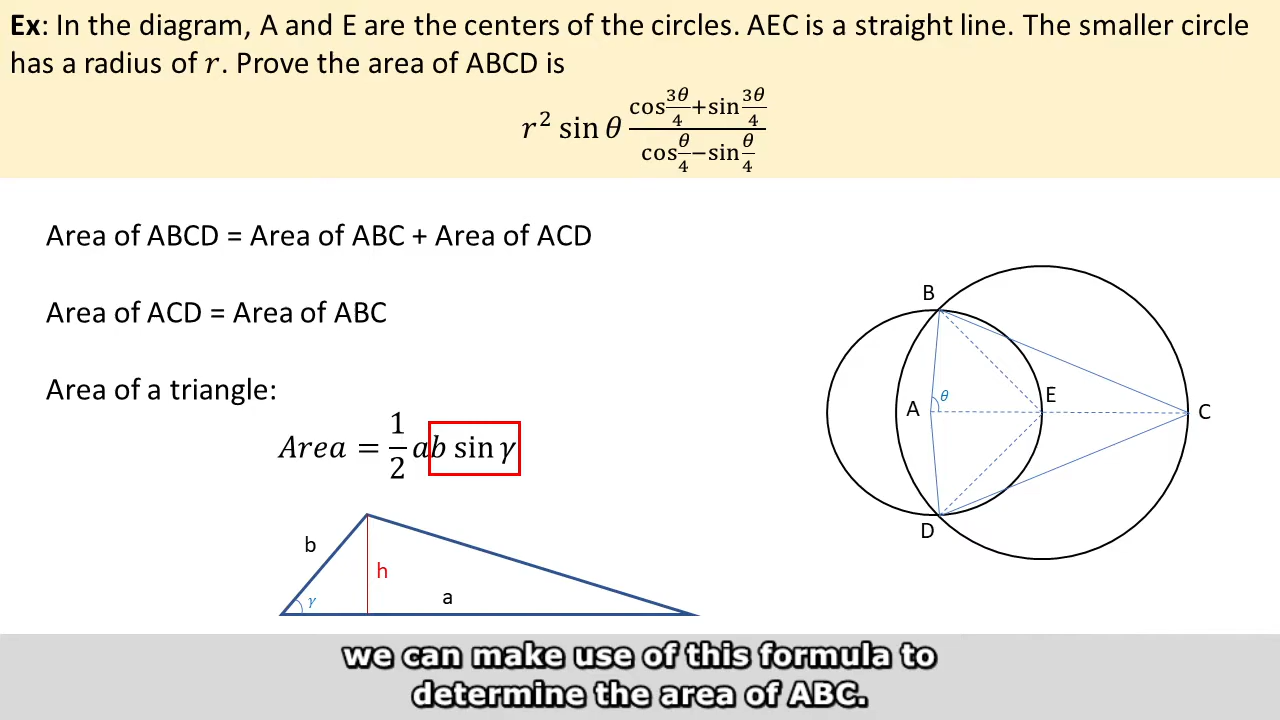 Ex: In the diagram, A and E are the centers of the circles. AEC is a straight line. The smaller circle
has a radius of 𝑟. Prove the area of ABCD is
𝑟² sin 𝜃 (cos 3𝜃/4 + sin 3𝜃/4)/(cos 𝜃/4 − sin 𝜃/4)
Area of ABCD = Area of ABC + Area of ACD
Area of ACD = Area of ABC
Area of a triangle:
𝐴𝑟𝑒𝑎 = 1/2 𝑎𝑏 sin 𝛾
b
h
γ
a
B
A
θ
E
C
D
we can make use of this formula to
determine the area of ABC.